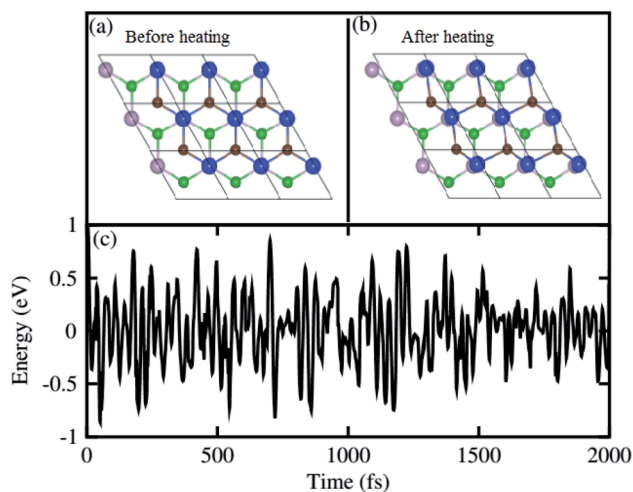 (a) Before heating
(b) After heating
(c)
1
0.5
0
-0.5
-1
Energy (eV)
0 500 1000 1500 2000
Time (fs)